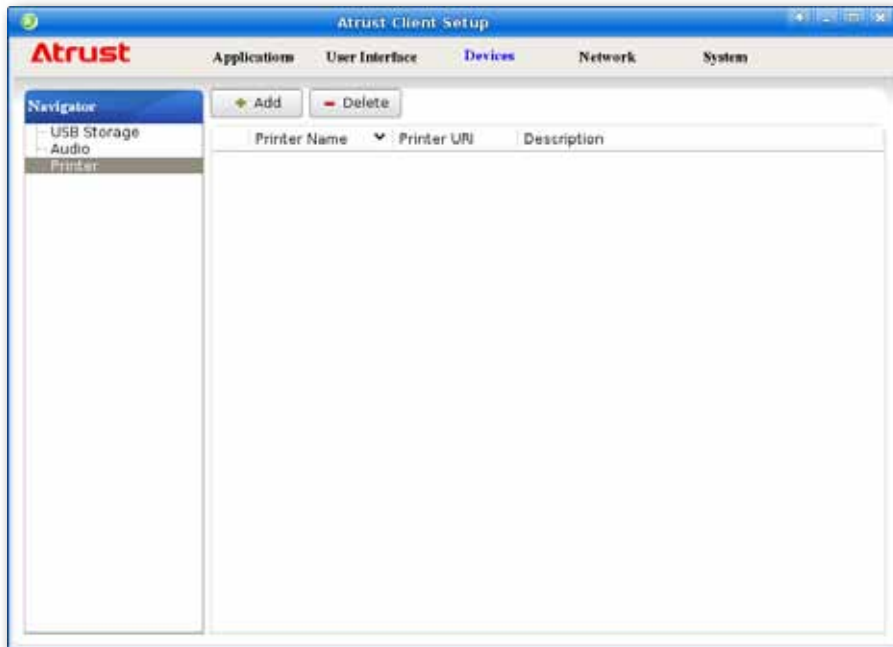 Atrust Client Setup
Atrust Applications User Interface Devices Network System
Navigator
USB Storage
Audio
Printer
Add Delete
Printer Name Printer URI Description